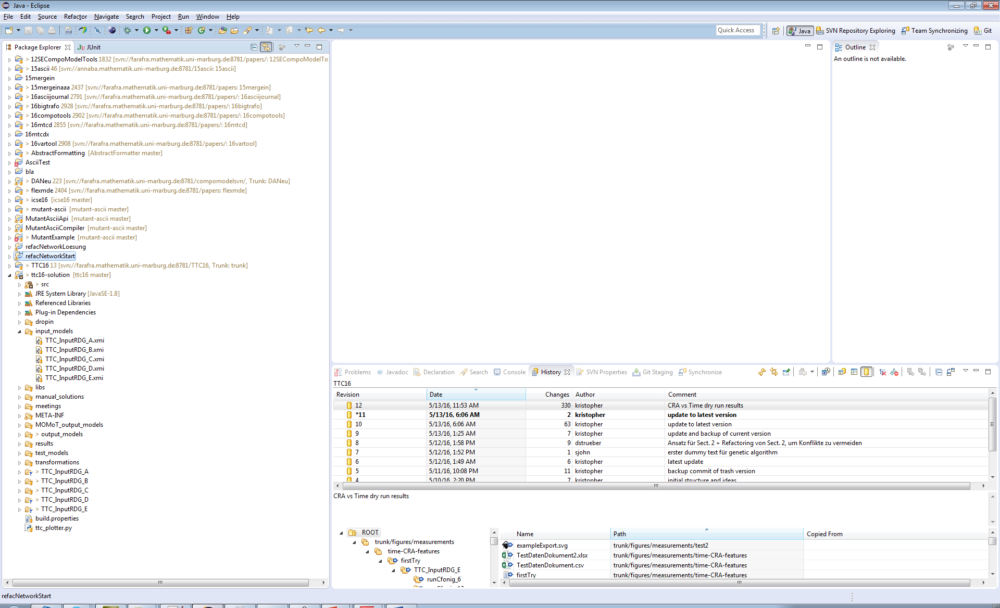 Java - Eclipse
File Edit Source Refactor Navigate Search Project Run Window Help
Quick Access Java SVN Repository Exploring Team Synchronizing Git
Package Explorer JUnit
> 12SECompoModelTools 1832 [svn://farafra.mathematik.uni-marburg.de:8781/papers/: 12SECompoModelTo
> 15ascii 46 [svn://annaba.mathematik.uni-marburg.de:8781/15ascii: 15ascii]
15mergein
> 15mergeinaaa 2437 [svn://farafra.mathematik.uni-marburg.de:8781/papers: 15mergein]
> 16asciijournal 2791 [svn://farafra.mathematik.uni-marburg.de:8781/papers/: 16asciijournal]
> 16bigtrafo 2928 [svn://farafra.mathematik.uni-marburg.de:8781/papers/: 16bigtrafo]
> 16compotools 2902 [svn://farafra.mathematik.uni-marburg.de:8781/papers/: 16compotools]
> 16mtcd 2855 [svn://farafra.mathematik.uni-marburg.de:8781/papers/: 16mtcd]
16mtcdx
> 16vartool 2908 [svn://farafra.mathematik.uni-marburg.de:8781/papers/: 16vartool]
> AbstractFormatting [AbstractFormatter master]
AsciiTest
bla
> DANeu 223 [svn://farafra.mathematik.uni-marburg.de:8781/compomodelsvn/, Trunk: DANeu]
> flexmde 2404 [svn://farafra.mathematik.uni-marburg.de:8781/papers: flexmde]
> icse16 [icse16 master]
> mutant-ascii [mutant-ascii master]
MutantAsciiApi [mutant-ascii master]
MutantAsciiCompiler [mutant-ascii master]
> MutantExample [mutant-ascii master]
refacNetworkLoesung
refacNetworkStart
> TTC16 13 [svn://farafra.mathematik.uni-marburg.de:8781/TTC16, Trunk: trunk]
> ttc16-solution [ttc16 master]
> src
JRE System Library [JavaSE-1.8]
Referenced Libraries
Plug-in Dependencies
dropin
input_models
TTC_InputRDG_A.xmi
TTC_InputRDG_B.xmi
TTC_InputRDG_C.xmi
TTC_InputRDG_D.xmi
TTC_InputRDG_E.xmi
libs
manual_solutions
meetings
META-INF
MOMoT_output_models
> output_models
results
test_models
transformations
> TTC_InputRDG_A
> TTC_InputRDG_B
> TTC_InputRDG_C
> TTC_InputRDG_D
> TTC_InputRDG_E
build.properties
ttc_plotter.py
Outline
An outline is not available.
Problems Javadoc Declaration Search Console History SVN Properties Git Staging Synchronize
TTC16
Revision Date Changes Author Comment
12 5/13/16, 11:53 AM 330 kristopher CRA vs Time dry run results
*11 5/13/16, 6:06 AM 2 kristopher update to latest version
10 5/13/16, 6:06 AM 63 kristopher update to latest version
9 5/13/16, 1:25 AM 7 kristopher update and backup of current version
8 5/12/16, 1:58 PM 9 dstrueber Ansatz für Sect. 2 + Refactoring von Sect. 2, um Konflikte zu vermeiden
7 5/12/16, 1:52 PM 1 sjohn erster dummy text für genetic algorithm
6 5/12/16, 1:49 AM 6 kristopher latest update
5 5/11/16, 10:08 PM 11 kristopher backup commit of trash version
4 5/10/16, 2:20 PM 7 kristopher initial structure and ideas
CRA vs Time dry run results
ROOT
trunk/figures/measurements
time-CRA-features
firstTry
TTC_InputRDG_E
runCfonig_6
Name Path Copied From
exampleExport.svg trunk/figures/measurements/test2
TestDatenDokument2.xlsx trunk/figures/measurements/time-CRA-features
TestDatenDokument.csv trunk/figures/measurements/time-CRA-features
firstTry trunk/figures/measurements/time-CRA-features
refacNetworkStart